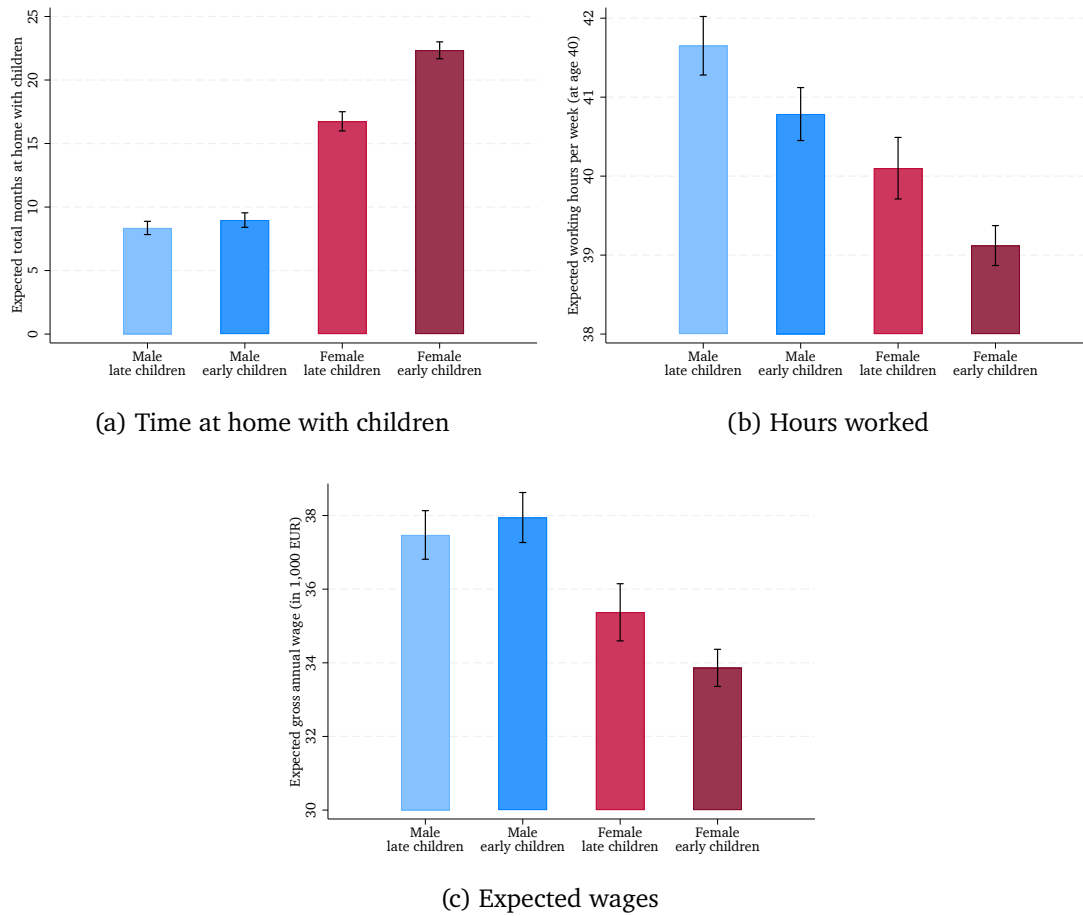 Expected total months at home with children
25
20
15
10
5
0
Male
late children
Male
early children
Female
late children
Female
early children
(a) Time at home with children
Expected working hours per week (at age 40)
42
41
40
39
38
Male
late children
Male
early children
Female
late children
Female
early children
(b) Hours worked
Expected gross annual wage (in 1,000 EUR)
38
36
34
32
30
Male
late children
Male
early children
Female
late children
Female
early children
(c) Expected wages